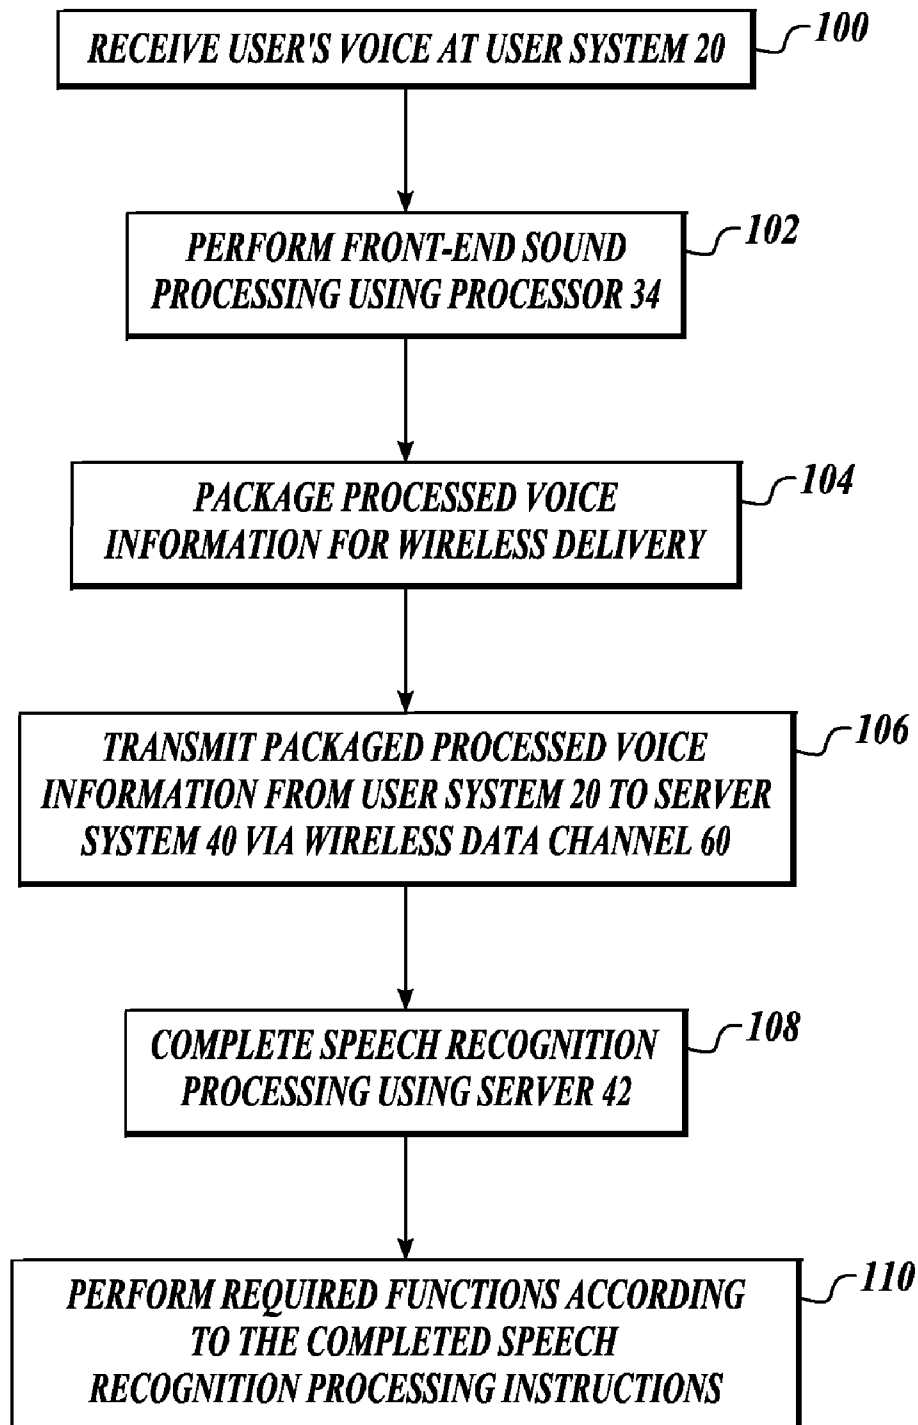 RECEIVE USER'S VOICE AT USER SYSTEM 20
100
PERFORM FRONT-END SOUND
PROCESSING USING PROCESSOR 34
102
PACKAGE PROCESSED VOICE
INFORMATION FOR WIRELESS DELIVERY
104
TRANSMIT PACKAGED PROCESSED VOICE
INFORMATION FROM USER SYSTEM 20 TO SERVER
SYSTEM 40 VIA WIRELESS DATA CHANNEL 60
106
COMPLETE SPEECH RECOGNITION
PROCESSING USING SERVER 42
108
PERFORM REQUIRED FUNCTIONS ACCORDING
TO THE COMPLETED SPEECH
RECOGNITION PROCESSING INSTRUCTIONS
110